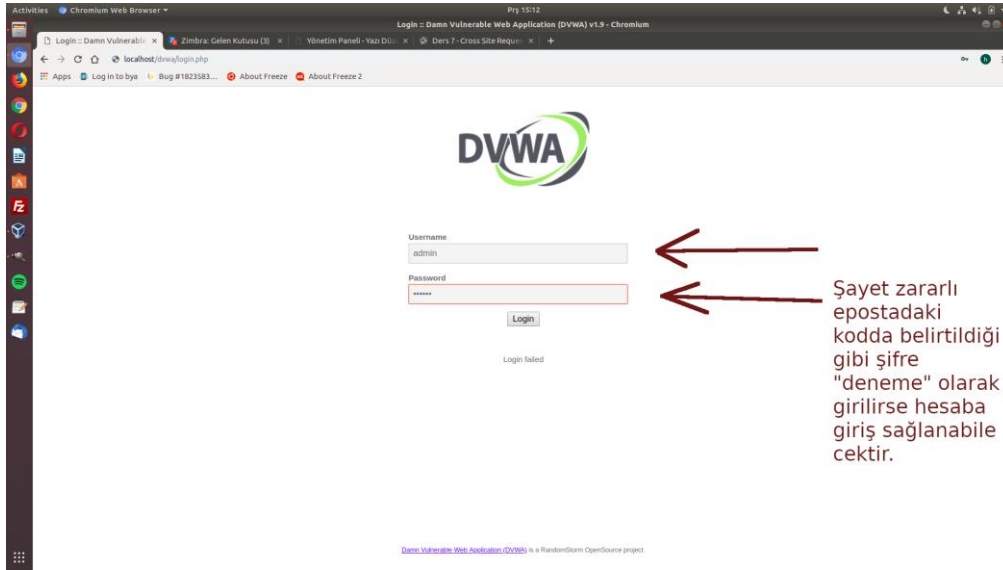 Activities Chromium Web Browser Prş 15:12
Login :: Damn Vulnerable Web Application (DVWA) v1.9 - Chromium
Login :: Damn Vulnerable Zimbra: Gelen Kutusu (3) Yönetim Paneli - Yazı Düz Ders 7 - Cross Site Reque
localhost/dvwa/login.php
Apps Log in to bya Bug #1823583... About Freeze About Freeze 2
DVWA
Username
admin
Password
••••••
Login
Login failed
Şayet zararlı
epostadaki
kodda belirtildiği
gibi şifre
"deneme" olarak
girilirse hesaba
giriş sağlanabile
cektir.
Damn Vulnerable Web Application (DVWA) is a RandomStorm OpenSource project.